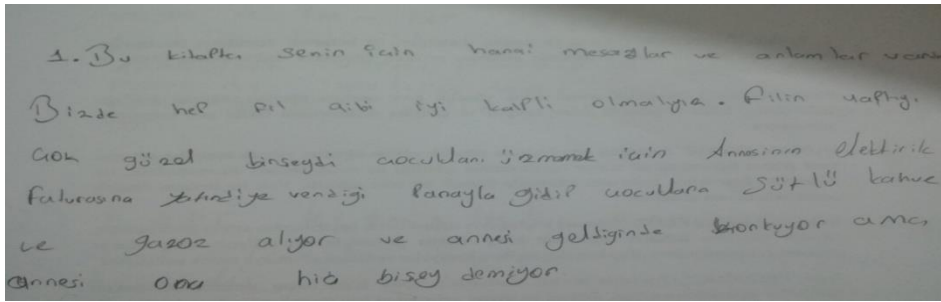 1. Bu kitapta senin için hangi mesajlar ve anlamlar vardı
Bizde hep fil gibi iyi kalpli olmalıyız. Filin yaptığı
çok güzel birşeydi çocukları üzmemek için Annesinin elektirik
faturasına verdiği parayla gidip çocuklara sütlü kahve
ve gazoz alıyor ve annesi geldiğinde korkuyor ama
annesi ona hiç bişey demiyor